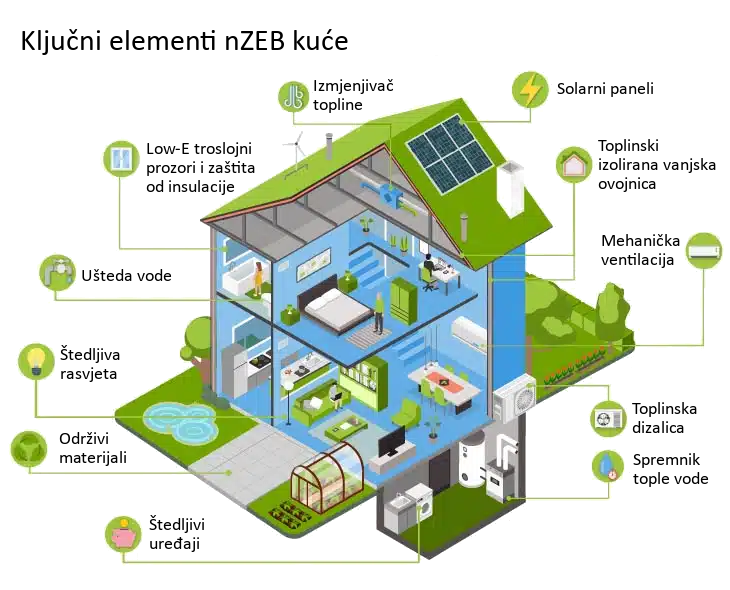 Ključni elementi nZEB kuće
Izmjenjivač
topline
Solarni paneli
Low-E troslojni
prozori i zaštita
od insulacije
Toplinski
izolirana vanjska
ovojnica
Mehanička
ventilacija
Ušteda vode
Štedljiva
rasvjeta
Toplinska
dizalica
Održivi
materijali
Spremnik
tople vode
Štedljivi
uređaji